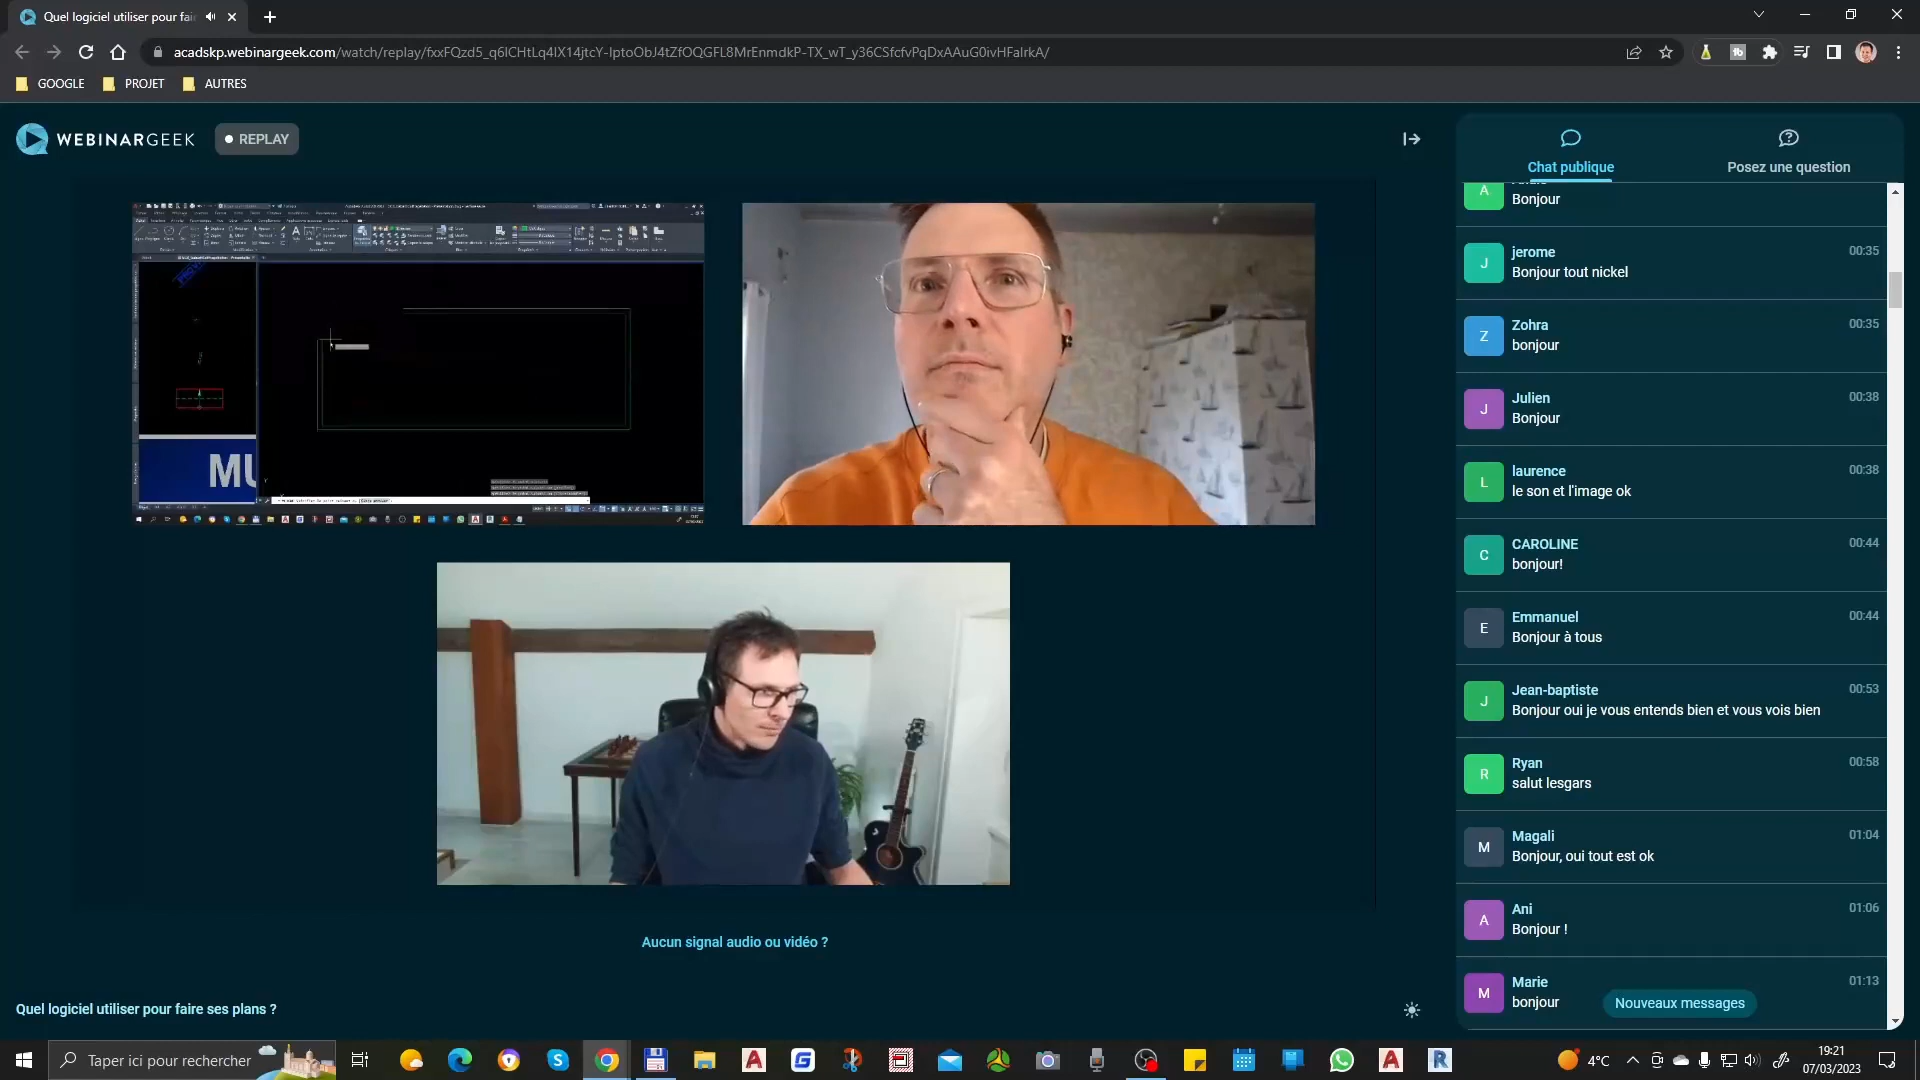 Quel logiciel utiliser pour fai
acadskp.webinargeek.com/watch/replay/fxxFQzd5_q6lCHtLq4lX14jtcY-IptoObJ4tZfOQGFL8MrEnmdkP-TX_wT_y36CSfcfvPqDxAAuG0ivHFaIrkA/
GOOGLE
PROJET
AUTRES
WEBINARGEEK
REPLAY
MU
Aucun signal audio ou vidéo ?
Quel logiciel utiliser pour faire ses plans ?
Chat publique
Posez une question
A
Bonjour
J
jerome
00:35
Bonjour tout nickel
Z
Zohra
00:35
bonjour
J
Julien
00:38
Bonjour
L
laurence
00:38
le son et l'image ok
C
CAROLINE
00:44
bonjour!
E
Emmanuel
00:44
Bonjour à tous
J
Jean-baptiste
00:53
Bonjour oui je vous entends bien et vous vois bien
R
Ryan
00:58
salut lesgars
M
Magali
01:04
Bonjour, oui tout est ok
A
Ani
01:06
Bonjour !
M
Marie
01:13
bonjour
Nouveaux messages
Taper ici pour rechercher
4°C
19:21
07/03/2023